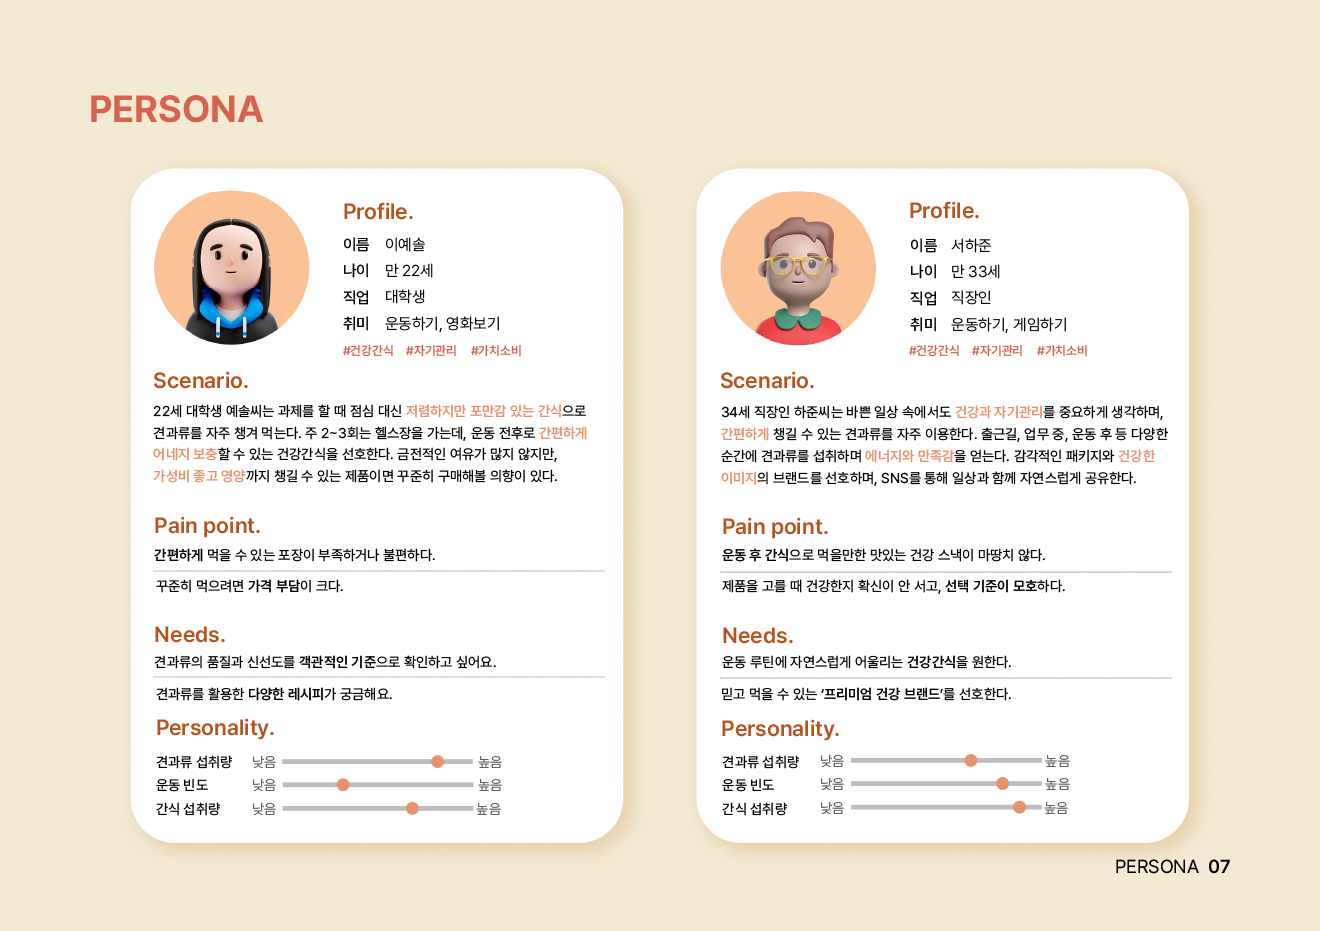 PERSONA
Profile.
이름 이예솔
나이 만 22세
직업 대학생
취미 운동하기, 영화보기
#건강간식 #자기관리 #가치소비
Scenario.
22세 대학생 예솔씨는 과제를 할 때 점심 대신 저렴하지만 포만감 있는 간식으로
견과류를 자주 챙겨 먹는다. 주 2~3회는 헬스장을 가는데, 운동 전후로 간편하게
어네지 보충할 수 있는 건강간식을 선호한다. 금전적인 여유가 많지 않지만,
가성비 좋고 영양까지 챙길 수 있는 제품이면 꾸준히 구매해볼 의향이 있다.
Pain point.
간편하게 먹을 수 있는 포장이 부족하거나 불편하다.
꾸준히 먹으려면 가격 부담이 크다.
Needs.
견과류의 품질과 신선도를 객관적인 기준으로 확인하고 싶어요.
견과류를 활용한 다양한 레시피가 궁금해요.
Personality.
견과류 섭취량 낮음 높음
운동 빈도 낮음 높음
간식 섭취량 낮음 높음
Profile.
이름 서하준
나이 만 33세
직업 직장인
취미 운동하기, 게임하기
#건강간식 #자기관리 #가치소비
Scenario.
34세 직장인 하준씨는 바쁜 일상 속에서도 건강과 자기관리를 중요하게 생각하며,
간편하게 챙길 수 있는 견과류를 자주 이용한다. 출근길, 업무 중, 운동 후 등 다양한
순간에 견과류를 섭취하며 에너지와 만족감을 얻는다. 감각적인 패키지와 건강한
이미지의 브랜드를 선호하며, SNS를 통해 일상과 함께 자연스럽게 공유한다.
Pain point.
운동 후 간식으로 먹을만한 맛있는 건강 스낵이 마땅치 않다.
제품을 고를 때 건강한지 확신이 안 서고, 선택 기준이 모호하다.
Needs.
운동 루틴에 자연스럽게 어울리는 건강간식을 원한다.
믿고 먹을 수 있는 ‘프리미엄 건강 브랜드’를 선호한다.
Personality.
견과류 섭취량 낮음 높음
운동 빈도 낮음 높음
간식 섭취량 낮음 높음
PERSONA 07